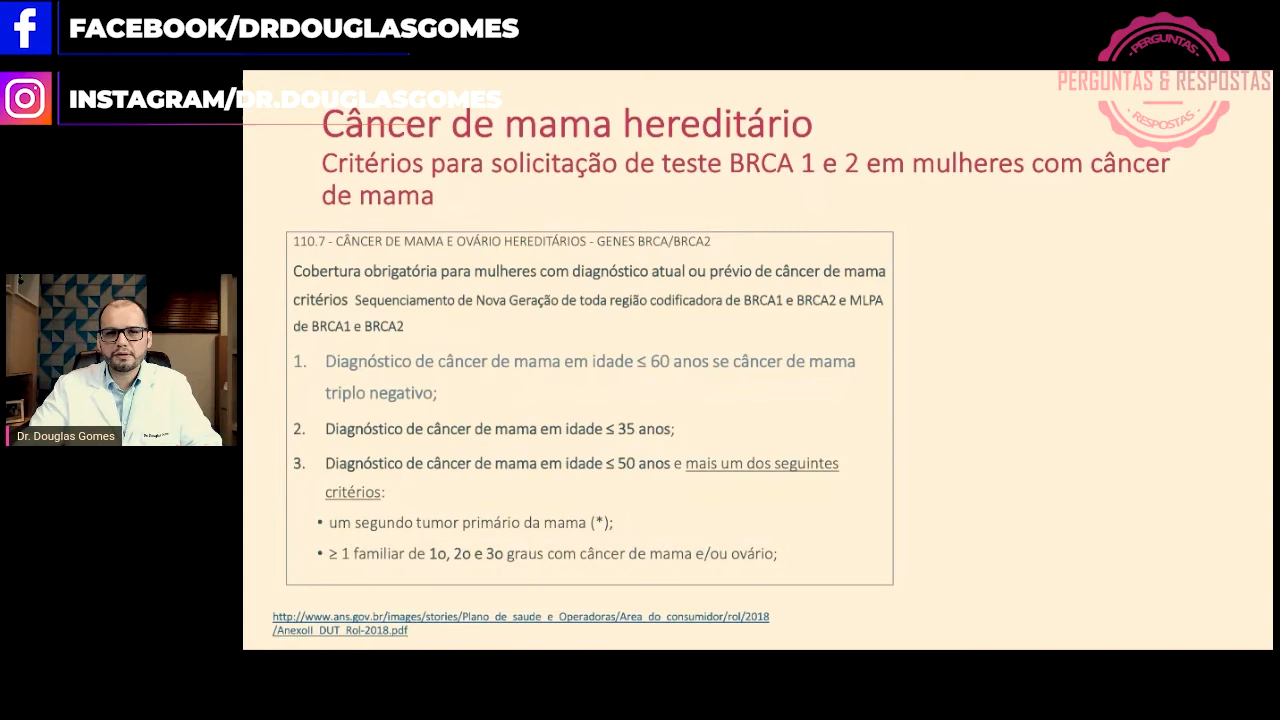 FACEBOOK/DRDOUGLASGOMES
INSTAGRAM/DR.DOUGLASGOMES
PERGUNTAS
PERGUNTAS & RESPOSTAS
RESPOSTAS
Câncer de mama hereditário
Critérios para solicitação de teste BRCA 1 e 2 em mulheres com câncer
de mama
110.7 - CÂNCER DE MAMA E OVÁRIO HEREDITÁRIOS - GENES BRCA/BRCA2
Cobertura obrigatória para mulheres com diagnóstico atual ou prévio de câncer de mama
critérios Sequenciamento de Nova Geração de toda região codificadora de BRCA1 e BRCA2 e MLPA
de BRCA1 e BRCA2
1. Diagnóstico de câncer de mama em idade ≤ 60 anos se câncer de mama
triplo negativo;
2. Diagnóstico de câncer de mama em idade ≤ 35 anos;
3. Diagnóstico de câncer de mama em idade ≤ 50 anos e mais um dos seguintes
critérios:
• um segundo tumor primário da mama (*);
• ≥ 1 familiar de 1o, 2o e 3o graus com câncer de mama e/ou ovário;
http://www.ans.gov.br/images/stories/Plano_de_saude_e_Operadoras/Area_do_consumidor/rol/2018
/AnexoII_DUT_Rol-2018.pdf
Dr. Douglas Gomes